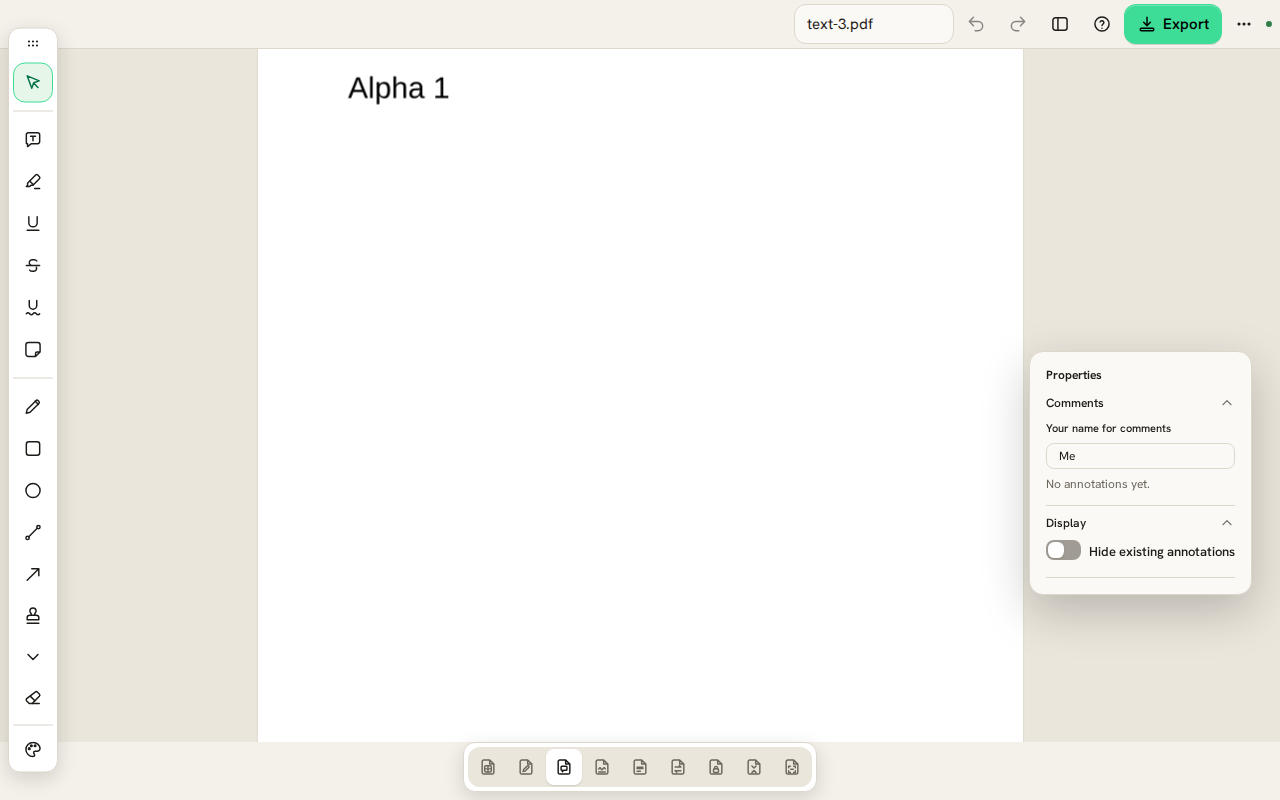 text-3.pdf
Export
Alpha 1
Properties
Comments
Your name for comments
Me
No annotations yet.
Display
Hide existing annotations